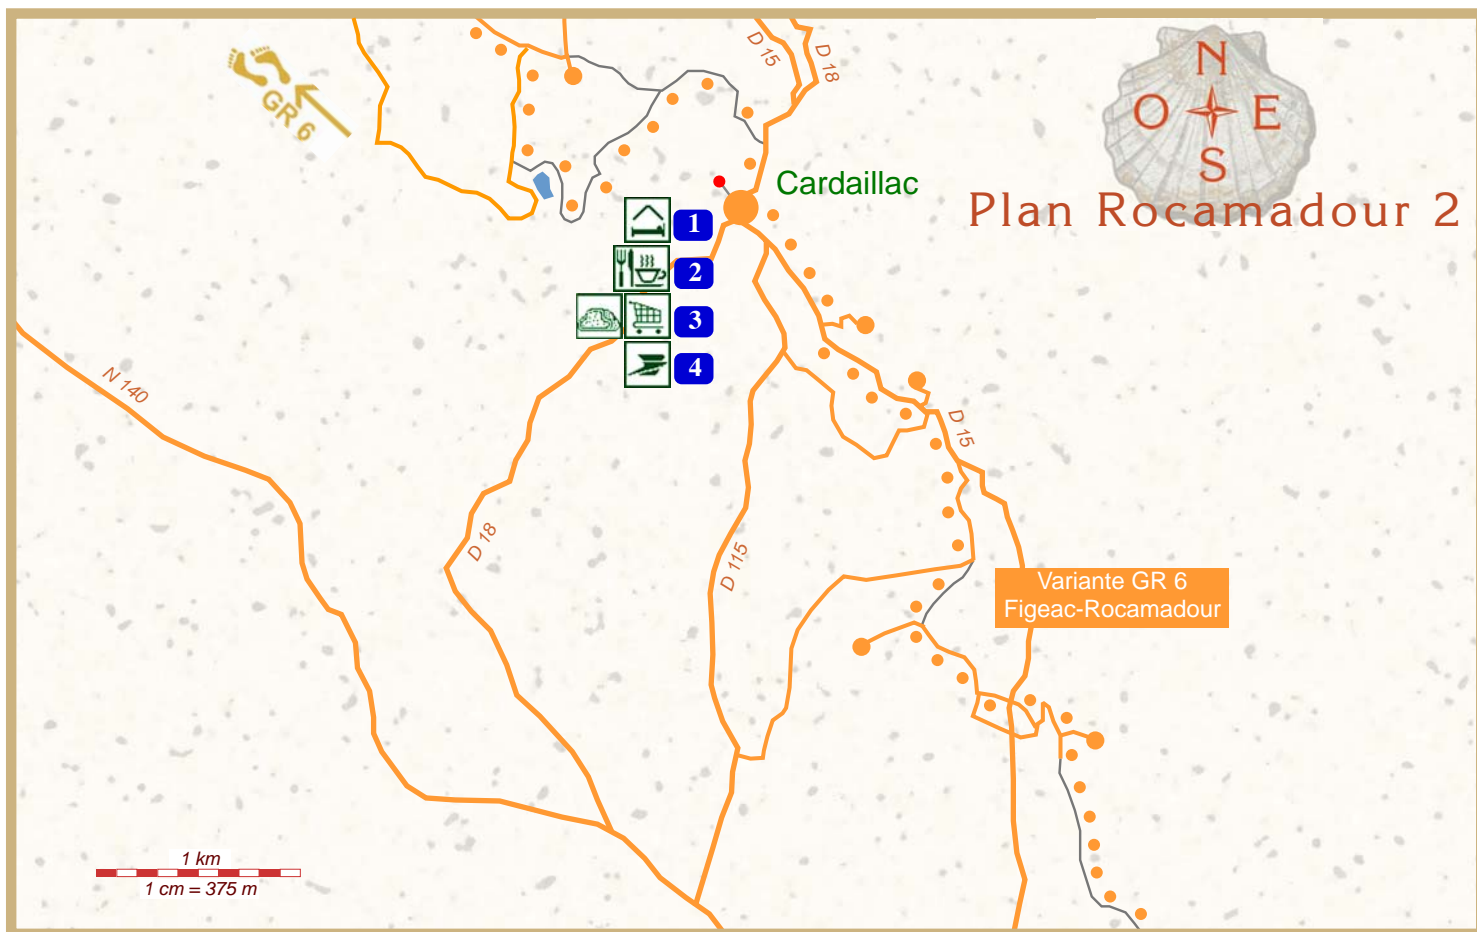 D 15
D 18
GR 6
N
O E
S
Cardaillac
Plan Rocamadour 2
1
2
3
4
N 140
D 15
D 18
D 115
Variante GR 6
Figeac-Rocamadour
1 km
1 cm = 375 m